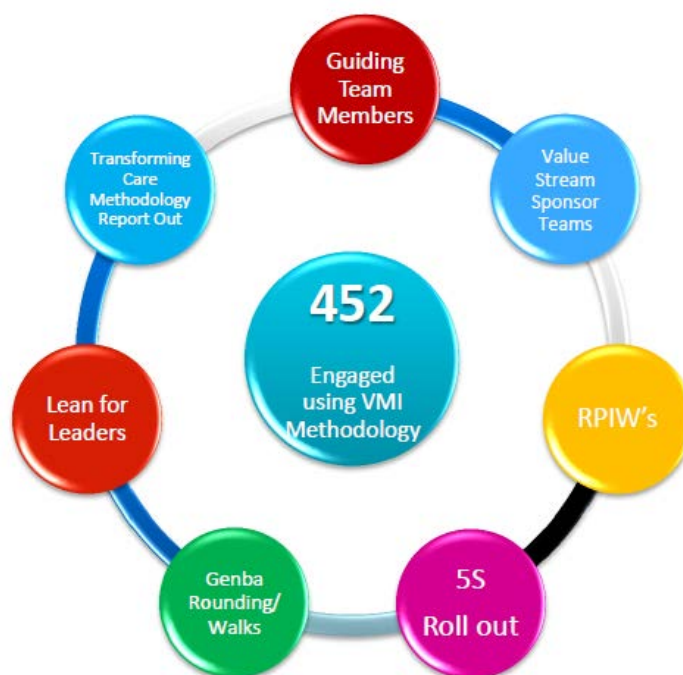 Guiding
Team
Members
Value
Stream
Sponsor
Teams
RPIW's
5S
Roll out
Genba
Rounding/
Walks
Lean for
Leaders
Transforming
Care
Methodology
Report Out
452
Engaged
using VMI
Methodology